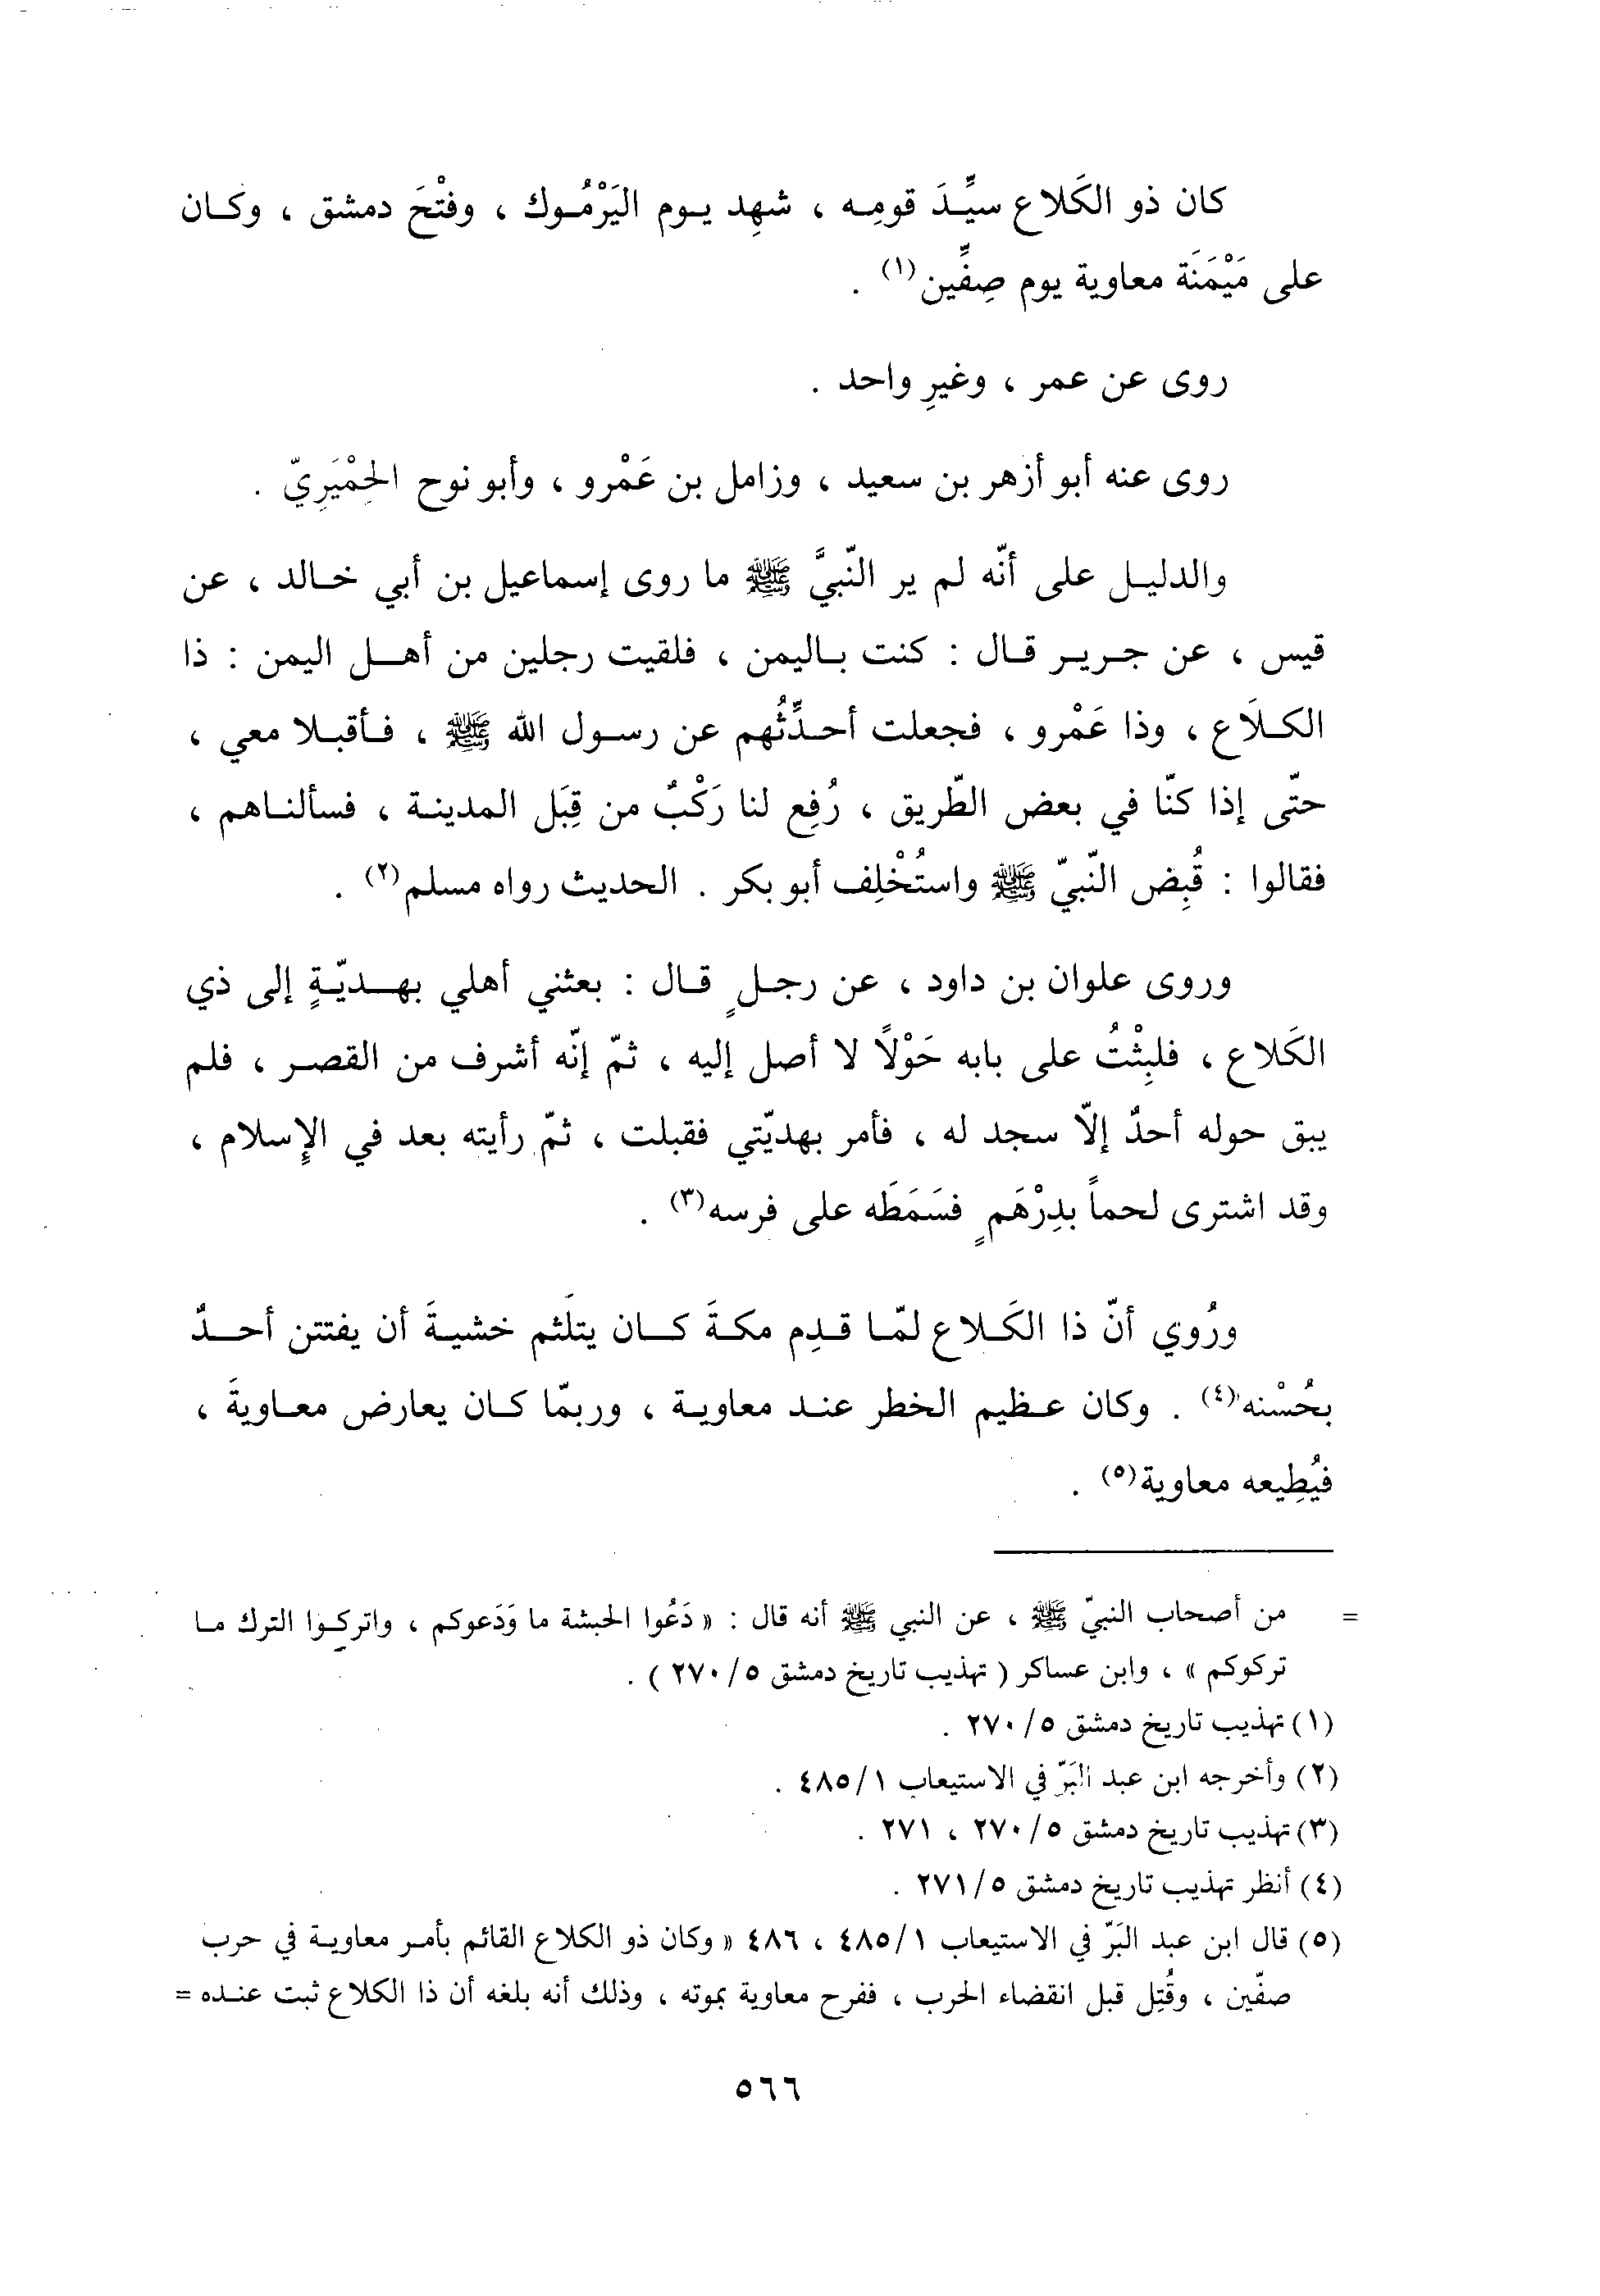 كان ذو الكَلاع سيِّدَ قومِه ، شهِد يوم اليَرْمُوك ، وفتْحَ دمشق ، وكان
على مَيْمَنَة معاوية يوم صِفِّين(١) .
روى عن عمر ، وغيرِ واحد .
روى عنه أبو أزهر بن سعيد ، وزامل بن عَمْرو ، وأبو نوح الحِمْيَرِيّ .
والدليل على أنّه لم ير النّبيَّ ﷺ ما روى إسماعيل بن أبي خالد ، عن
قيس ، عن جرير قال : كنت باليمن ، فلقيت رجلين من أهل اليمن : ذا
الكلَاع ، وذا عَمْرو ، فجعلت أحدِّثُهم عن رسول الله ﷺ ، فأقبلا معي ،
حتّى إذا كنّا في بعض الطّريق ، رُفِع لنا رَكْبٌ من قِبَل المدينة ، فسألناهم ،
فقالوا : قُبِض النّبيّ ﷺ واستُخْلِف أبو بكر . الحديث رواه مسلم(٢) .
وروى علوان بن داود ، عن رجلٍ قال : بعثني أهلي بهديّةٍ إلى ذي
الكَلاع ، فلبِثْتُ على بابه حَوْلاً لا أصل إليه ، ثمّ إنّه أشرف من القصر ، فلم
يبق حوله أحدٌ إلّا سجد له ، فأمر بهديّتي فقبلت ، ثمّ رأيته بعد في الإسلام ،
وقد اشترى لحماً بدِرْهَمٍ فسَمَطَه على فرسه(٣) .
ورُوي أنّ ذا الكَلاع لمّا قدِم مكةَ كان يتلثم خشيةَ أن يفتتن أحدٌ
بحُسْنه(٤) . وكان عظيم الخطر عند معاوية ، وربمّا كان يعارض معاويةَ ،
فيُطِيعه معاوية(٥) .
= من أصحاب النبيّ ﷺ ، عن النبي ﷺ أنه قال : « دَعُوا الحبشة ما وَدَعوكم ، واتركوا الترك ما
تركوكم » ، وابن عساكر ( تهذيب تاريخ دمشق ٥/ ٢٧٠ ) .
(١) تهذيب تاريخ دمشق ٥/ ٢٧٠ .
(٢) وأخرجه ابن عبد البَرّ في الاستيعاب ١/ ٤٨٥ .
(٣) تهذيب تاريخ دمشق ٥/ ٢٧٠ ، ٢٧١ .
(٤) أنظر تهذيب تاريخ دمشق ٥/ ٢٧١ .
(٥) قال ابن عبد البَرّ في الاستيعاب ١/ ٤٨٥ ، ٤٨٦ « وكان ذو الكلاع القائم بأمر معاوية في حرب
صفّين ، وقُتِل قبل انقضاء الحرب ، ففرح معاوية بموته ، وذلك أنه بلغه أن ذا الكلاع ثبت عنده =
٥٦٦